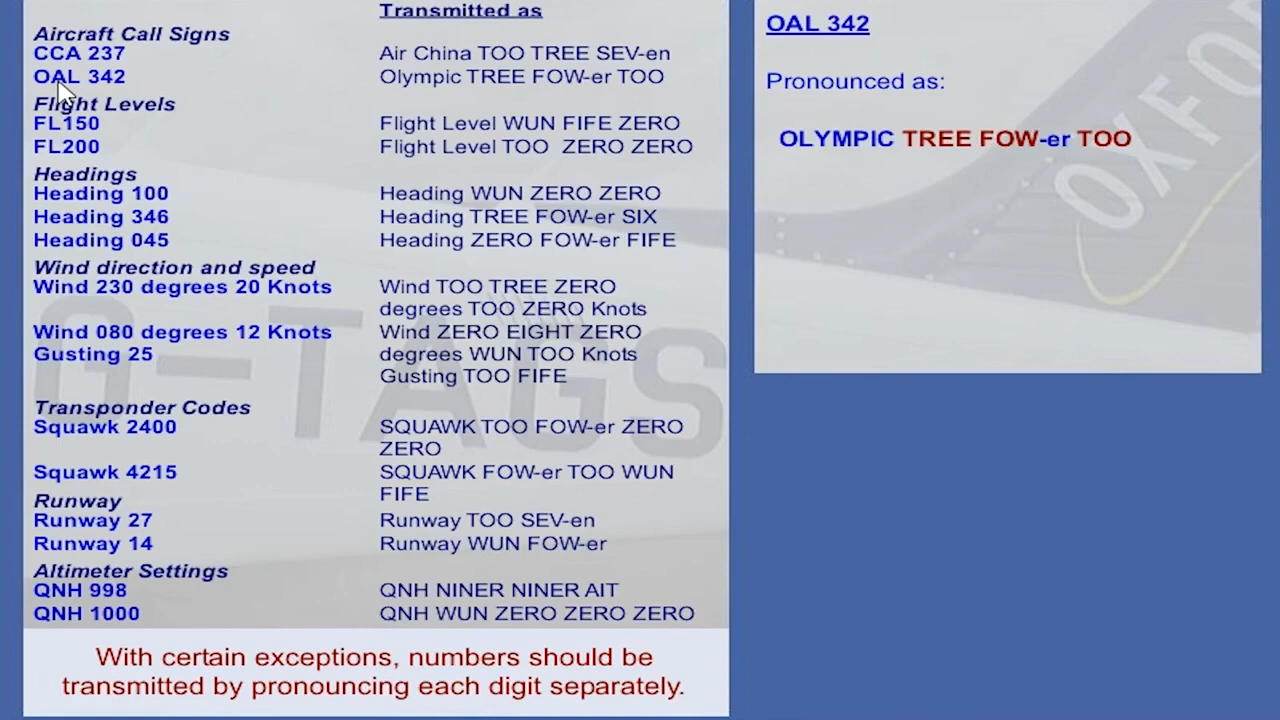 Transmitted as
Aircraft Call Signs
CCA 237 Air China TOO TREE SEV-en
OAL 342 Olympic TREE FOW-er TOO
Flight Levels
FL150 Flight Level WUN FIFE ZERO
FL200 Flight Level TOO ZERO ZERO
Headings
Heading 100 Heading WUN ZERO ZERO
Heading 346 Heading TREE FOW-er SIX
Heading 045 Heading ZERO FOW-er FIFE
Wind direction and speed
Wind 230 degrees 20 Knots Wind TOO TREE ZERO
degrees TOO ZERO Knots
Wind 080 degrees 12 Knots Wind ZERO EIGHT ZERO
Gusting 25 degrees WUN TOO Knots
Gusting TOO FIFE
Transponder Codes
Squawk 2400 SQUAWK TOO FOW-er ZERO
ZERO
Squawk 4215 SQUAWK FOW-er TOO WUN
FIFE
Runway
Runway 27 Runway TOO SEV-en
Runway 14 Runway WUN FOW-er
Altimeter Settings
QNH 998 QNH NINER NINER AIT
QNH 1000 QNH WUN ZERO ZERO ZERO
With certain exceptions, numbers should be
transmitted by pronouncing each digit separately.
OAL 342
Pronounced as:
OLYMPIC TREE FOW-er TOO
G-TAGS
OXFO